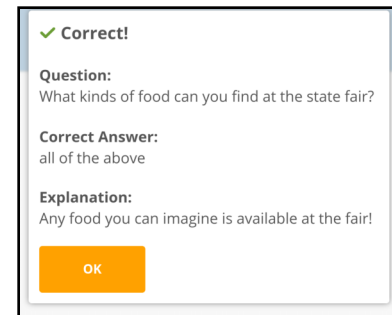 ✓ Correct!
Question:
What kinds of food can you find at the state fair?
Correct Answer:
all of the above
Explanation:
Any food you can imagine is available at the fair!
OK